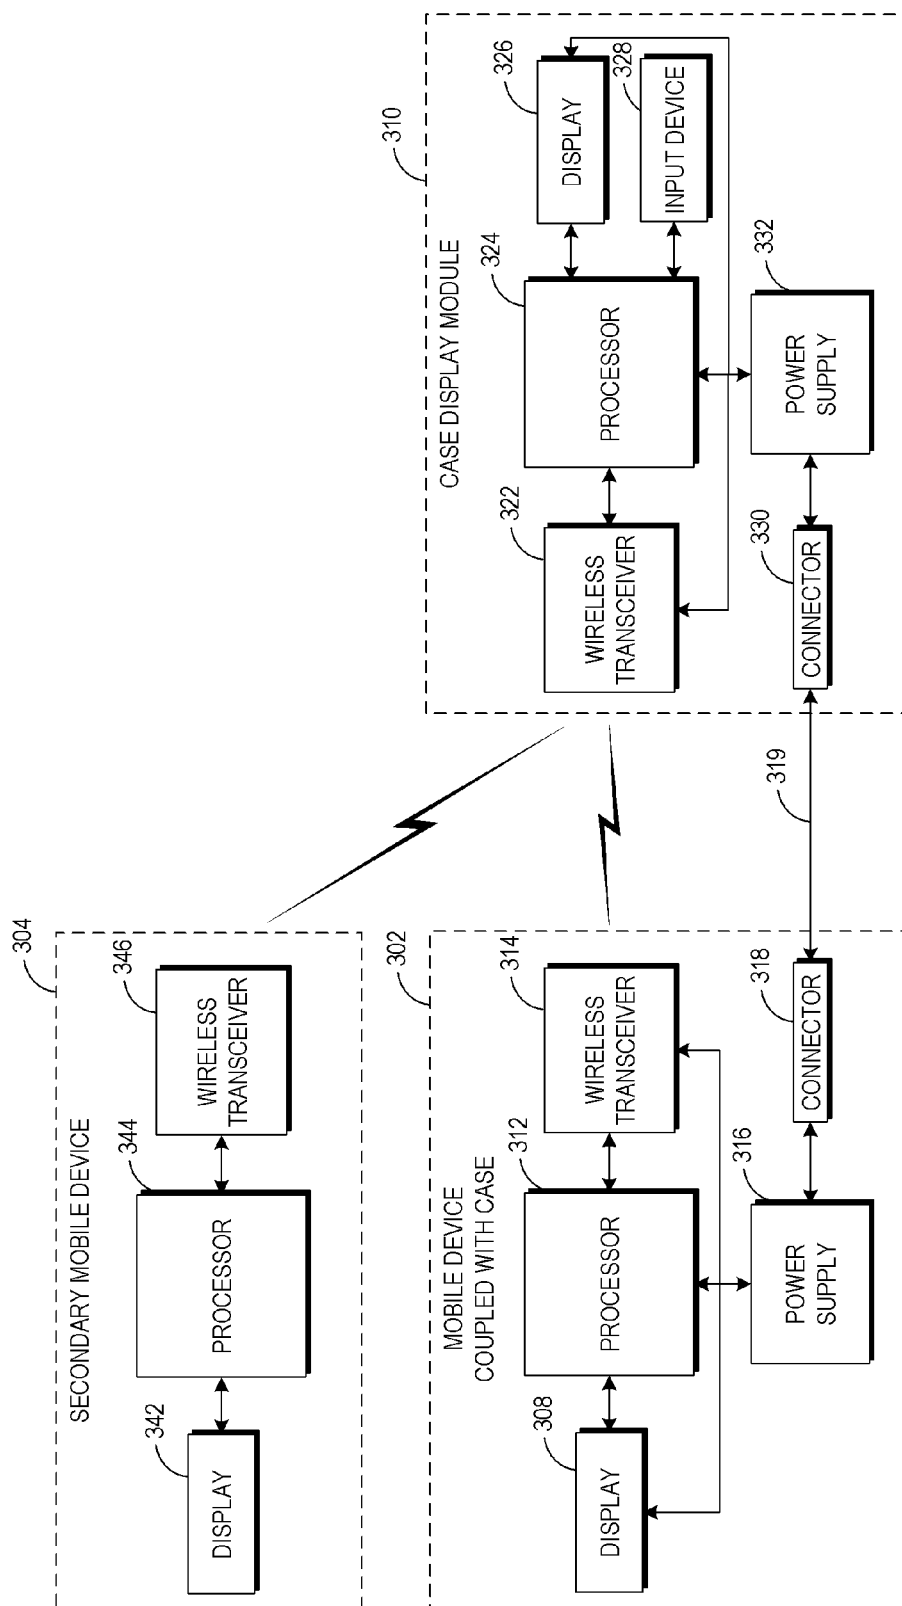 304
SECONDARY MOBILE DEVICE
342
DISPLAY
344
PROCESSOR
346
WIRELESS
TRANSCEIVER
302
MOBILE DEVICE
COUPLED WITH CASE
308
DISPLAY
312
PROCESSOR
314
WIRELESS
TRANSCEIVER
316
POWER
SUPPLY
318
CONNECTOR
319
310
CASE DISPLAY MODULE
322
WIRELESS
TRANSCEIVER
324
PROCESSOR
326
DISPLAY
328
INPUT DEVICE
330
CONNECTOR
332
POWER
SUPPLY